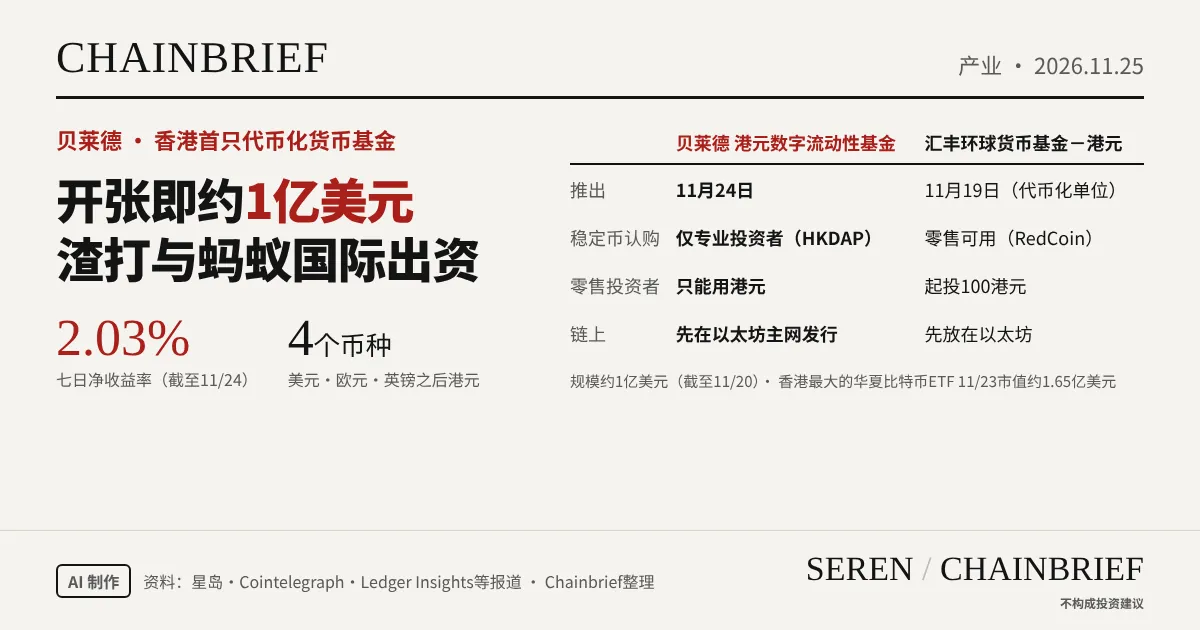 CHAINBRIEF
产业 • 2026.11.25
贝莱德 • 香港首只代币化货币基金
开张即约1亿美元
渣打与蚂蚁国际出资
2.03%
七日净收益率（截至11/24）
4个币种
美元・欧元・英镑之后港元
贝莱德 港元数字流动性基金 汇丰环球货币基金－港元
推出 11月24日 11月19日（代币化单位）
稳定币认购 仅专业投资者（HKDAP） 零售可用（RedCoin）
零售投资者 只能用港元 起投100港元
链上 先在以太坊主网发行 先放在以太坊
规模约1亿美元（截至11/20）・ 香港最大的华夏比特币ETF 11/23市值约1.65亿美元
AI 制作 资料：星岛・Cointelegraph・Ledger Insights等报道 • Chainbrief整理
SEREN / CHAINBRIEF
不构成投资建议